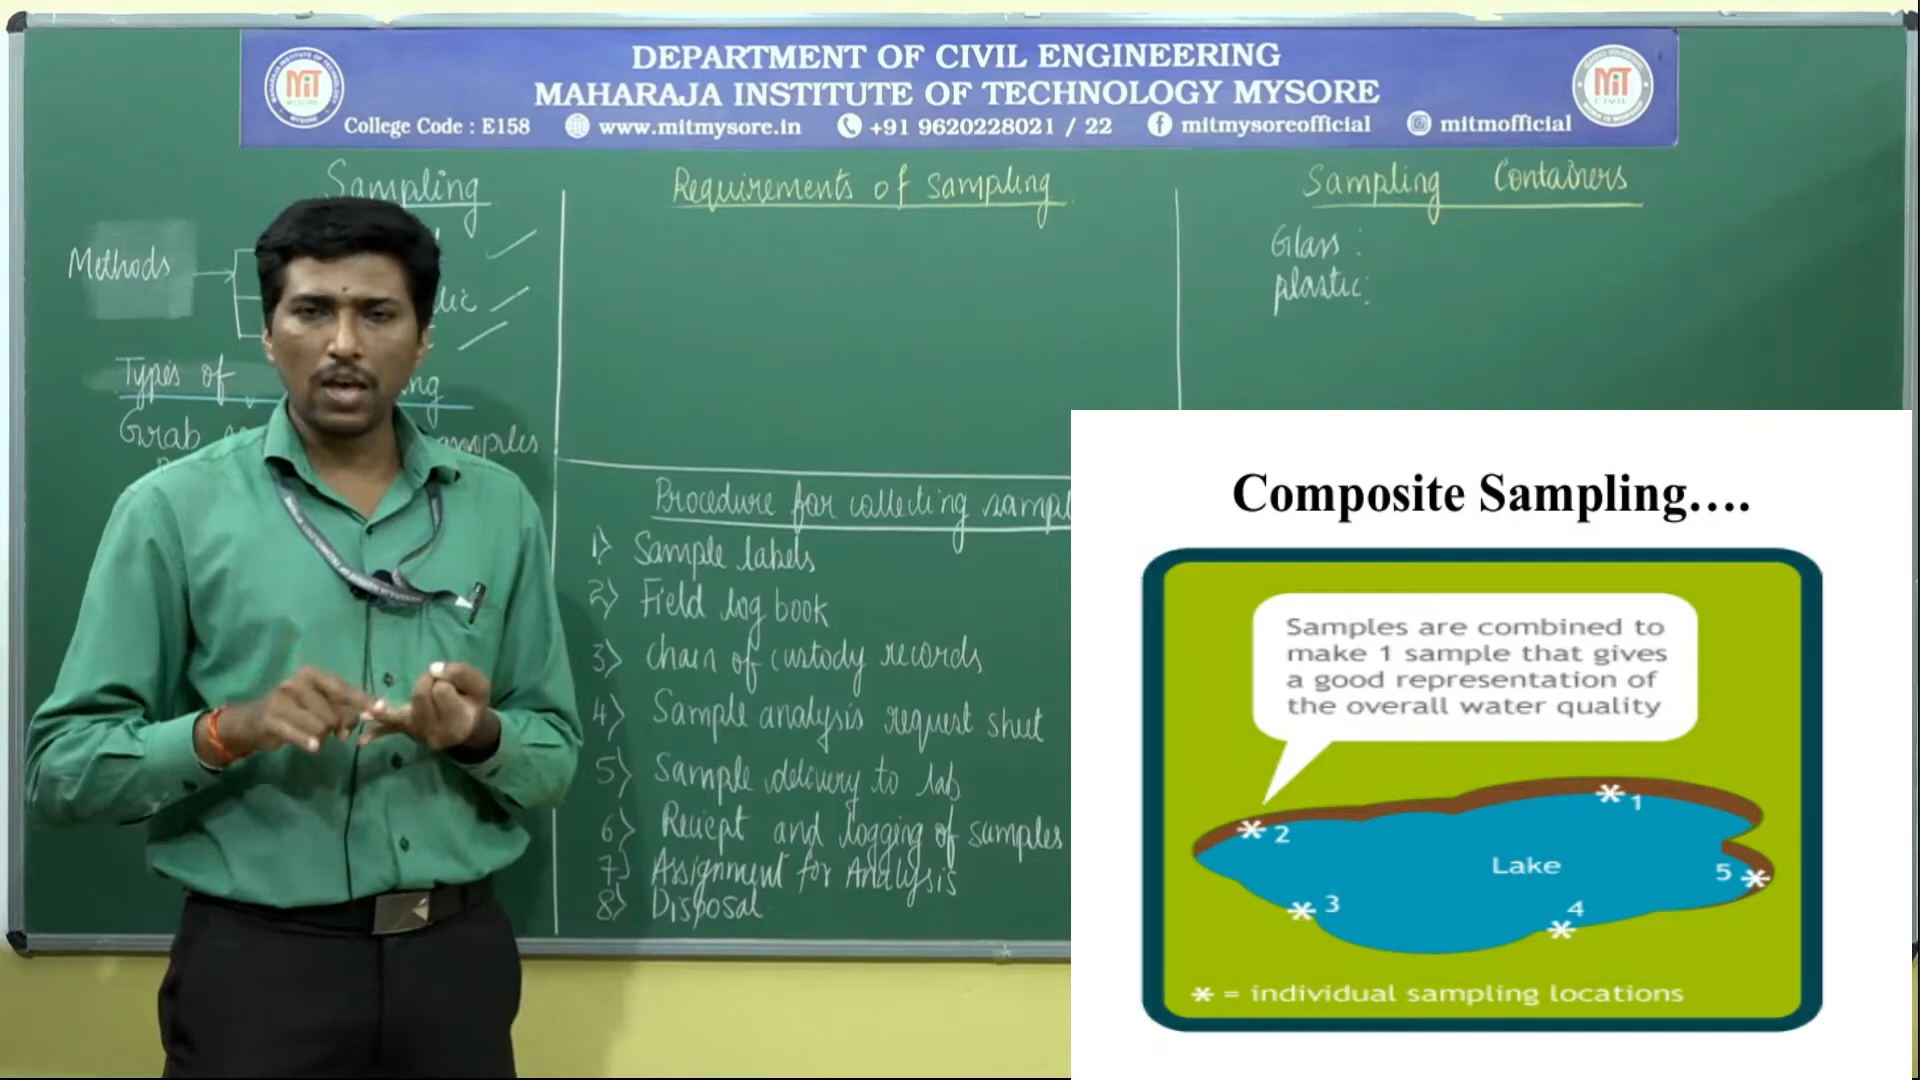 DEPARTMENT OF CIVIL ENGINEERING
MAHARAJA INSTITUTE OF TECHNOLOGY MYSORE
College Code : E158 www.mitmysore.in +91 9620228021 / 22 mitmysoreofficial mitmofficial
MIT
MIT
CIVIL
Sampling
Methods
Types of
Grab
Requirements of Sampling
Procedure for collecting
1) Sample labels
2) Field log book
3) chain of custody records
4) Sample analysis request sheet
5) Sample delivery to lab
6) Reciept and logging of samples
7) Assignment for Analysis
8) Disposal
Sampling Containers
Glass :
plastic:
Composite Sampling....
Samples are combined to
make 1 sample that gives
a good representation of
the overall water quality
1
2
Lake
5
3
4
* = individual sampling locations